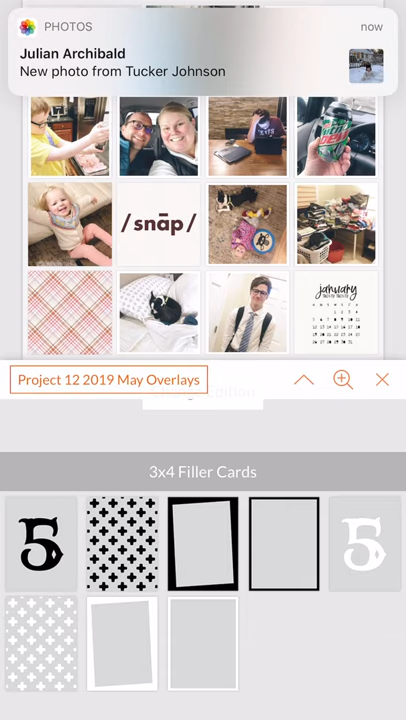 PHOTOS
now
Julian Archibald
New photo from Tucker Johnson
/snāp/
january
Project 12 2019 May Overlays
3x4 Filler Cards
5
5